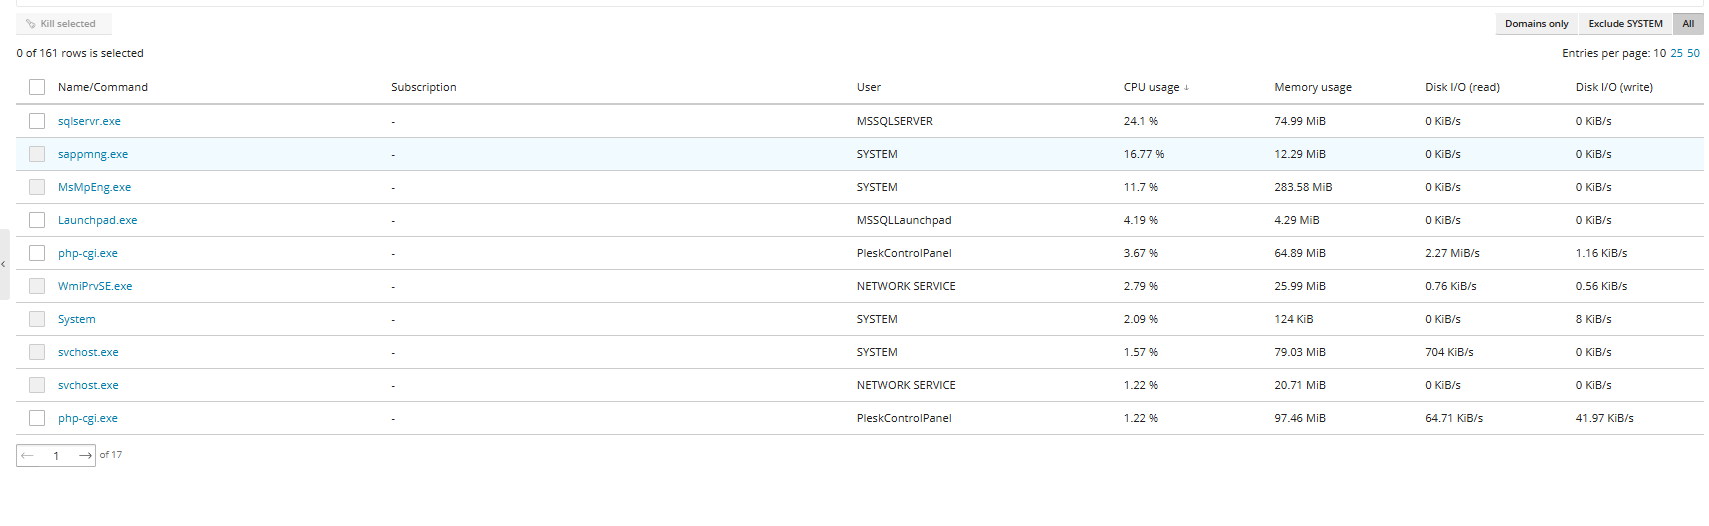 Kill selected Domains only Exclude SYSTEM All
0 of 161 rows is selected Entries per page: 10 25 50
Name/Command Subscription User CPU usage ↓ Memory usage Disk I/O (read) Disk I/O (write)
sqlservr.exe - MSSQLSERVER 24.1 % 74.99 MiB 0 KiB/s 0 KiB/s
sappmng.exe - SYSTEM 16.77 % 12.29 MiB 0 KiB/s 0 KiB/s
MsMpEng.exe - SYSTEM 11.7 % 283.58 MiB 0 KiB/s 0 KiB/s
Launchpad.exe - MSSQLLaunchpad 4.19 % 4.29 MiB 0 KiB/s 0 KiB/s
php-cgi.exe - PleskControlPanel 3.67 % 64.89 MiB 2.27 MiB/s 1.16 KiB/s
WmiPrvSE.exe - NETWORK SERVICE 2.79 % 25.99 MiB 0.76 KiB/s 0.56 KiB/s
System - SYSTEM 2.09 % 124 KiB 0 KiB/s 8 KiB/s
svchost.exe - SYSTEM 1.57 % 79.03 MiB 704 KiB/s 0 KiB/s
svchost.exe - NETWORK SERVICE 1.22 % 20.71 MiB 0 KiB/s 0 KiB/s
php-cgi.exe - PleskControlPanel 1.22 % 97.46 MiB 64.71 KiB/s 41.97 KiB/s
← 1 → of 17